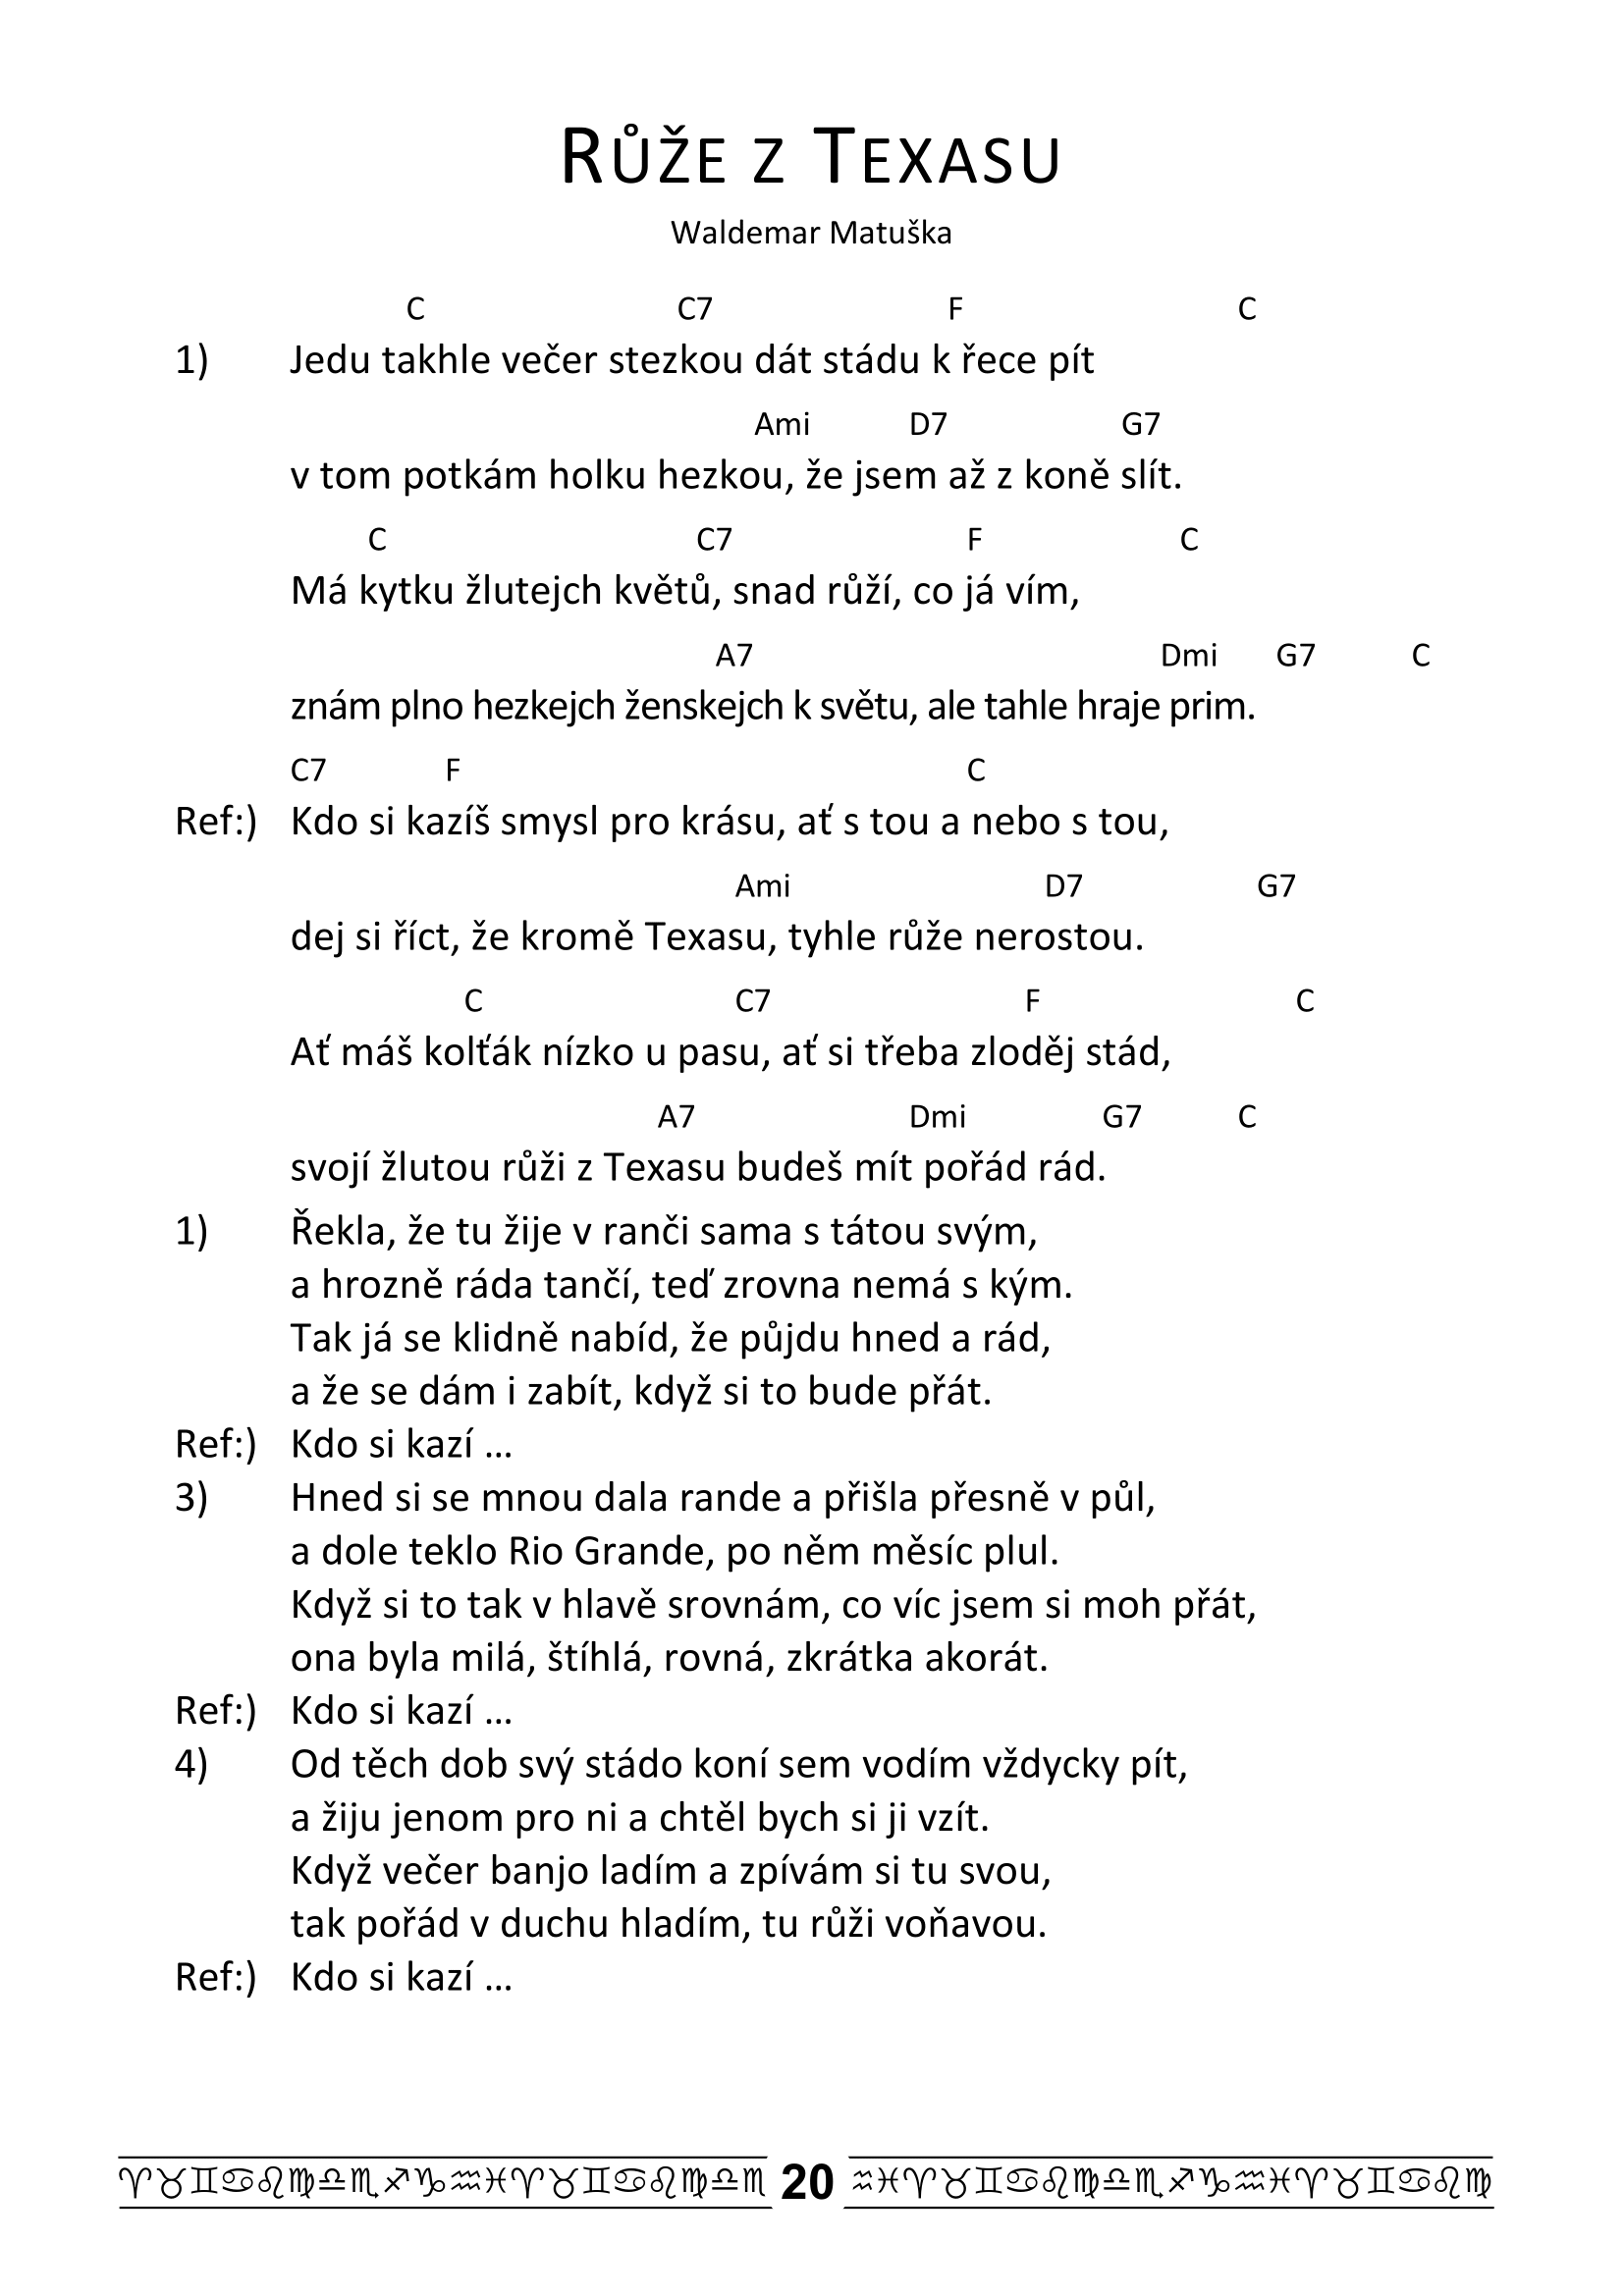 Růže z Texasu
Waldemar Matuška
C C7 F C
1) Jedu takhle večer stezkou dát stádu k řece pít
Ami D7 G7
v tom potkám holku hezkou, že jsem až z koně slít.
C C7 F C
Má kytku žlutejch květů, snad růží, co já vím,
A7 Dmi G7 C
znám plno hezkejch ženskejch k světu, ale tahle hraje prim.
C7 F C
Ref:) Kdo si kazíš smysl pro krásu, ať s tou a nebo s tou,
Ami D7 G7
dej si říct, že kromě Texasu, tyhle růže nerostou.
C C7 F C
Ať máš kolťák nízko u pasu, ať si třeba zloděj stád,
A7 Dmi G7 C
svojí žlutou růži z Texasu budeš mít pořád rád.
1) Řekla, že tu žije v ranči sama s tátou svým,
a hrozně ráda tančí, teď zrovna nemá s kým.
Tak já se klidně nabíd, že půjdu hned a rád,
a že se dám i zabít, když si to bude přát.
Ref:) Kdo si kazí ...
3) Hned si se mnou dala rande a přišla přesně v půl,
a dole teklo Rio Grande, po něm měsíc plul.
Když si to tak v hlavě srovnám, co víc jsem si moh přát,
ona byla milá, štíhlá, rovná, zkrátka akorát.
Ref:) Kdo si kazí ...
4) Od těch dob svý stádo koní sem vodím vždycky pít,
a žiju jenom pro ni a chtěl bych si ji vzít.
Když večer banjo ladím a zpívám si tu svou,
tak pořád v duchu hladím, tu růži voňavou.
Ref:) Kdo si kazí ...
♈♉♊♋♌♍♎♏♐♑♒♓♈♉♊♋♌♍♎♏ 20 ♒♓♈♉♊♋♌♍♎♏♐♑♒♓♈♉♊♋♌♍